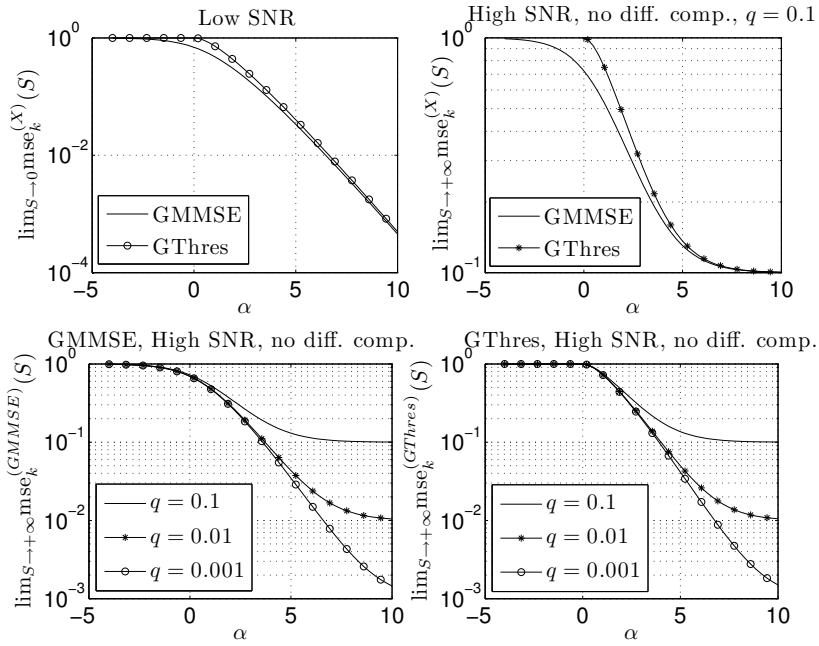 Low SNR
lim_{S→0} mse_k^{(X)}(S)
10^0
10^{-2}
10^{-4}
GMMSE
GThres
-5
0
5
10
α
High SNR, no diff. comp., q = 0.1
lim_{S→+∞} mse_k^{(X)}(S)
10^0
10^{-1}
GMMSE
GThres
-5
0
5
10
α
GMMSE, High SNR, no diff. comp.
lim_{S→+∞} mse_k^{(GMMSE)}(S)
10^0
10^{-1}
10^{-2}
10^{-3}
q = 0.1
q = 0.01
q = 0.001
-5
0
5
10
α
GThres, High SNR, no diff. comp.
lim_{S→+∞} mse_k^{(GThres)}(S)
10^0
10^{-1}
10^{-2}
10^{-3}
q = 0.1
q = 0.01
q = 0.001
-5
0
5
10
α